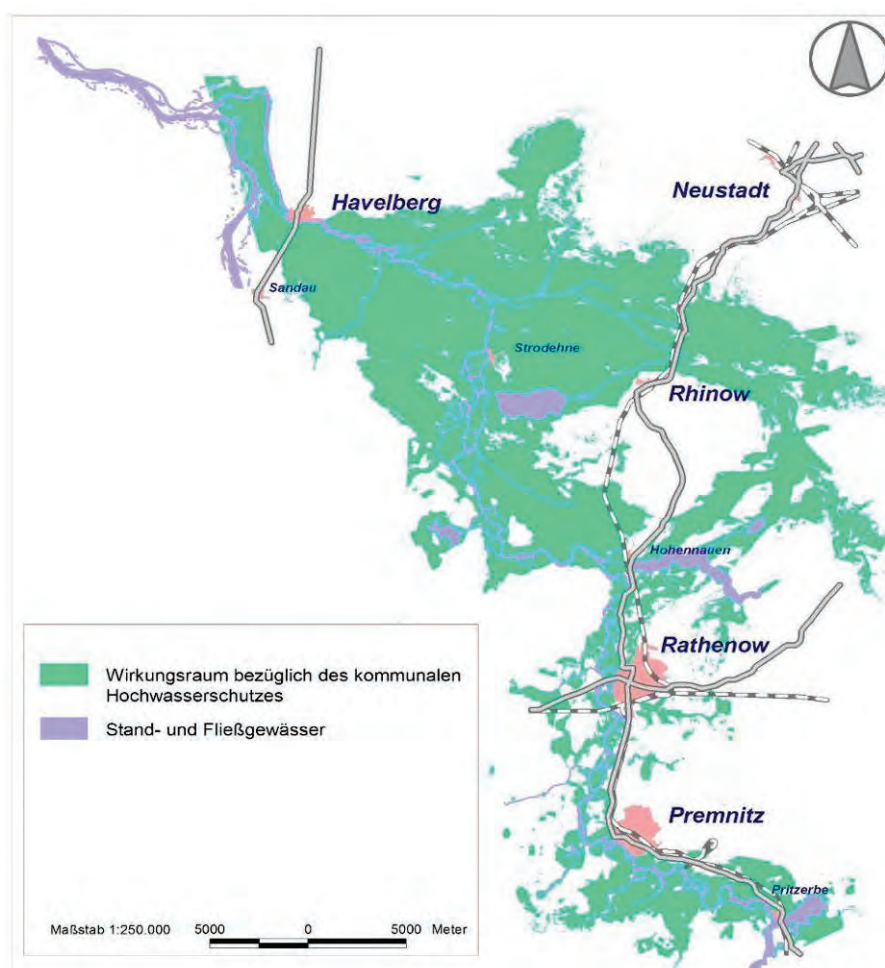 Neustadt
Havelberg
Sandau
Strodehne
Rhinow
Hohennauen
Rathenow
Wirkungsraum bezüglich des kommunalen
Hochwasserschutzes
Stand- und Fließgewässer
Premnitz
Pritzerbe
Maßstab 1:250.000 5000 0 5000 Meter